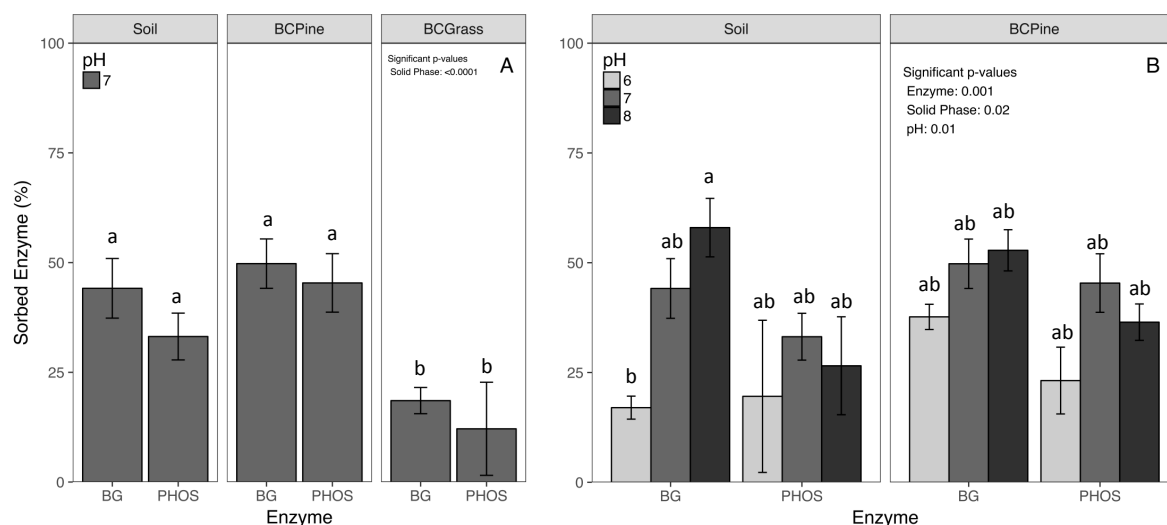 Soil
BCPine
BCGrass
Soil
BCPine
100
75
50
25
0
Sorbed Enzyme (%)
pH
7
Significant p-values
Solid Phase: <0.0001
A
a
a
a
a
b
b
BG
PHOS
BG
PHOS
BG
PHOS
Enzyme
100
75
50
25
0
pH
6
7
8
Significant p-values
Enzyme: 0.001
Solid Phase: 0.02
pH: 0.01
B
b
ab
a
ab
ab
ab
ab
ab
ab
ab
ab
ab
BG
PHOS
BG
PHOS
Enzyme